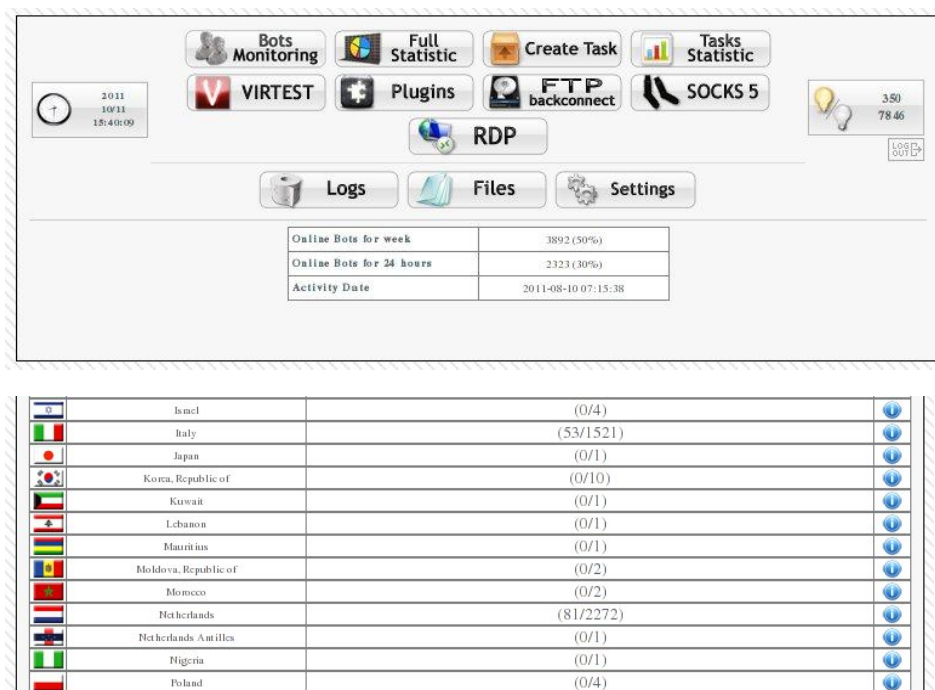 Bots Monitoring
Full Statistic
Create Task
Tasks Statistic
2011
10/11
15:40:09
VIRTEST
Plugins
FTP backconnect
SOCKS 5
350
7846
LOG OUT
RDP
Logs
Files
Settings
Online Bots for week 3892 (50%)
Online Bots for 24 hours 2323 (30%)
Activity Date 2011-08-10 07:15:38
Israel (0/4)
Italy (53/1521)
Japan (0/1)
Korea, Republic of (0/10)
Kuwait (0/1)
Lebanon (0/1)
Mauritius (0/1)
Moldova, Republic of (0/2)
Morocco (0/2)
Netherlands (81/2272)
Netherlands Antilles (0/1)
Nigeria (0/1)
Poland (0/4)